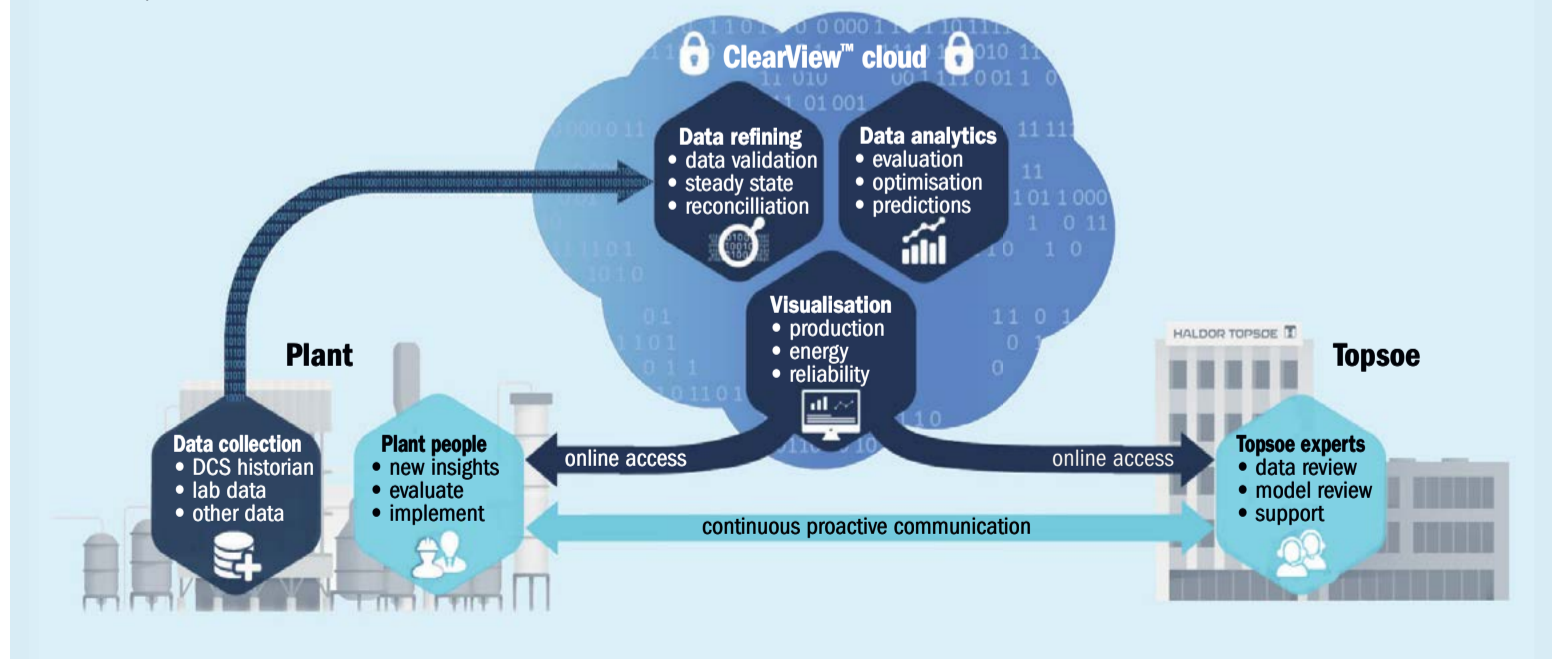 ClearView™ cloud
Data refining
• data validation
• steady state
• reconcilliation
Data analytics
• evaluation
• optimisation
• predictions
Visualisation
• production
• energy
• reliability
Plant
Data collection
• DCS historian
• lab data
• other data
Plant people
• new insights
• evaluate
• implement
online access
online access
continuous proactive communication
HALDOR TOPSOE
Topsoe
Topsoe experts
• data review
• model review
• support